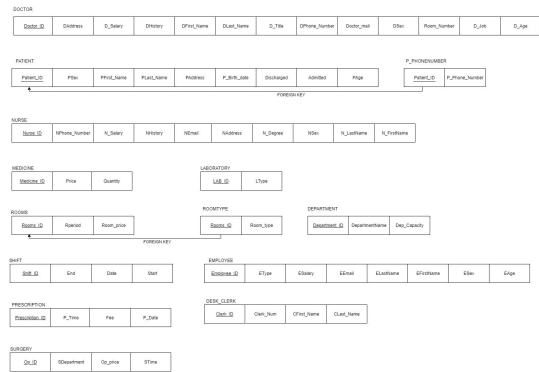 DOCTOR
Doctor_ID DAddress D_Salary DHistory DFirst_Name DLast_Name D_Title DPhone_Number Doctor_mail DSex Room_Number D_Job D_Age
PATIENT P_PHONENUMBER
Patient_ID PSex PFirst_Name PLast_Name PAddress P_Birth_date Discharged Admitted PAge Patient_ID P_Phone_Number
FOREIGN KEY
NURSE
Nurse_ID NPhone_Number N_Salary NHistory NEmail NAddress N_Degree NSex N_LastName N_FirstName
MEDICINE LABORATORY
Medicine_ID Price Quantity LAB_ID LType
ROOMS ROOMTYPE DEPARTMENT
Rooms_ID Rperiod Room_price Rooms_ID Room_type Department_ID DepartmentName Dep_Capacity
FOREIGN KEY
SHIFT EMPLOYEE
Shift_ID End Date Start Employee_ID EType ESalary EEmail ELastName EFirstName ESex EAge
PRESCRIPTION DESK_CLERK
Prescription_ID P_Time Fee P_Date Clerk_ID Clerk_Num CFirst_Name CLast_Name
SURGERY
Op_ID SDepartment Op_price STime